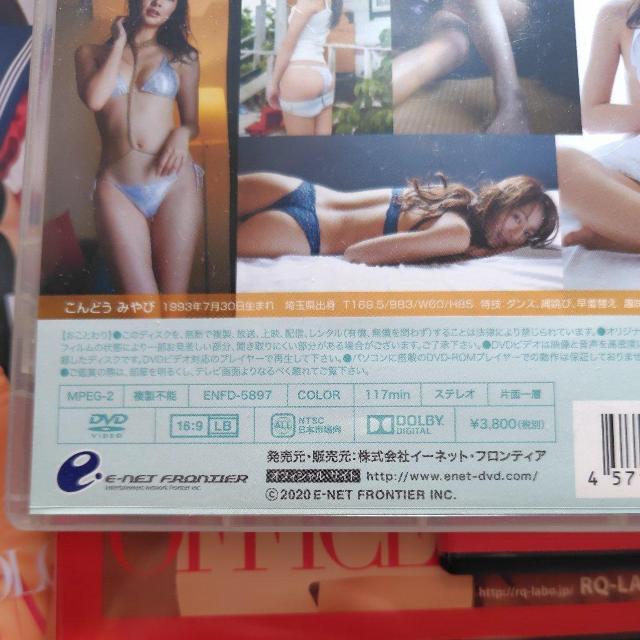 こんどう みやび 1993年7月30日生まれ 埼玉県出身 T169.5/B83/W60/H85 特技 ダンス、縄跳び、早着替え
【おことわり】●このディスクを、無断で複製、放送、上映、配信、レンタル(有償、無償を問わず)することは法律により禁じられています。●オリジ
フィルムの状態により一部お見苦しい部分、聞き取りにくい部分がある場合がございます。ご了承下さい。●DVDビデオは映像と音声を高密度に
録したディスクです。DVDビデオ対応のプレイヤーで再生して下さい。●パソコンに搭載のDVD-ROMプレイヤーでの動作は保証しておりま
●ご鑑賞の際は、部屋を明るくし、テレビ画面よりなるべく離れてご覧下さい。
MPEG-2 複製不能 ENFD-5897 COLOR 117min ステレオ 片面一層
DVD VIDEO 16:9 LB ALL NTSC 日本市場向 DOLBY DIGITAL ¥3,800(税別)
発売元・販売元:株式会社イーネット・フロンティア
E-NET FRONTIER
Entertainment Network Frontier Inc.
オフィシャルサイト http://www.enet-dvd.com/
©2020 E-NET FRONTIER INC.
4 57
OFFICE
http://rq-labo.jp/ RQ-LA